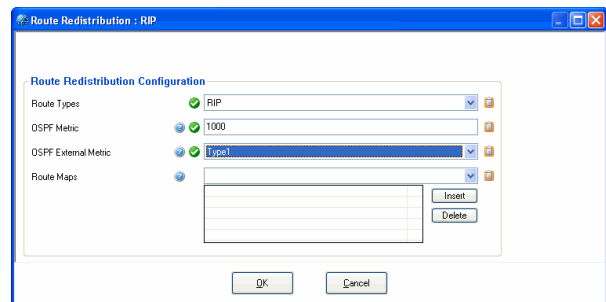 Route Redistribution : RIP
Route Redistribution Configuration
Route Types RIP
OSPF Metric 1000
OSPF External Metric Type1
Route Maps
Insert
Delete
OK Cancel